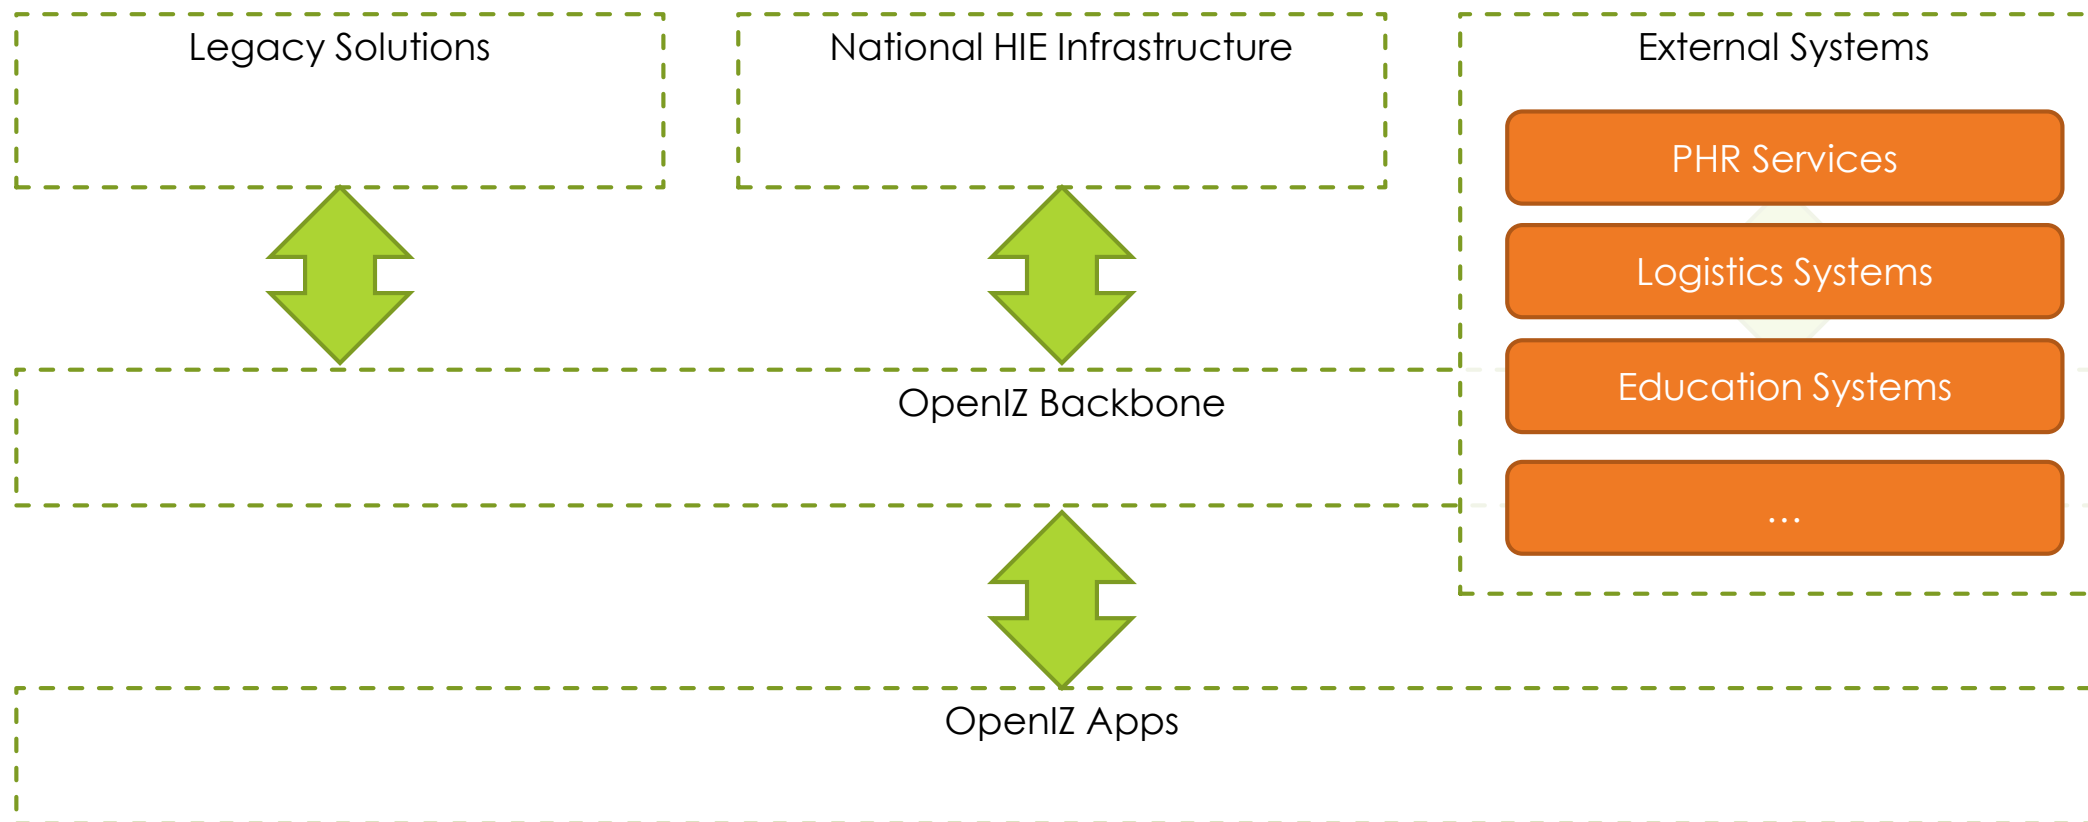 Legacy Solutions
National HIE Infrastructure
External Systems
PHR Services
Logistics Systems
Education Systems
...
OpenIZ Backbone
OpenIZ Apps